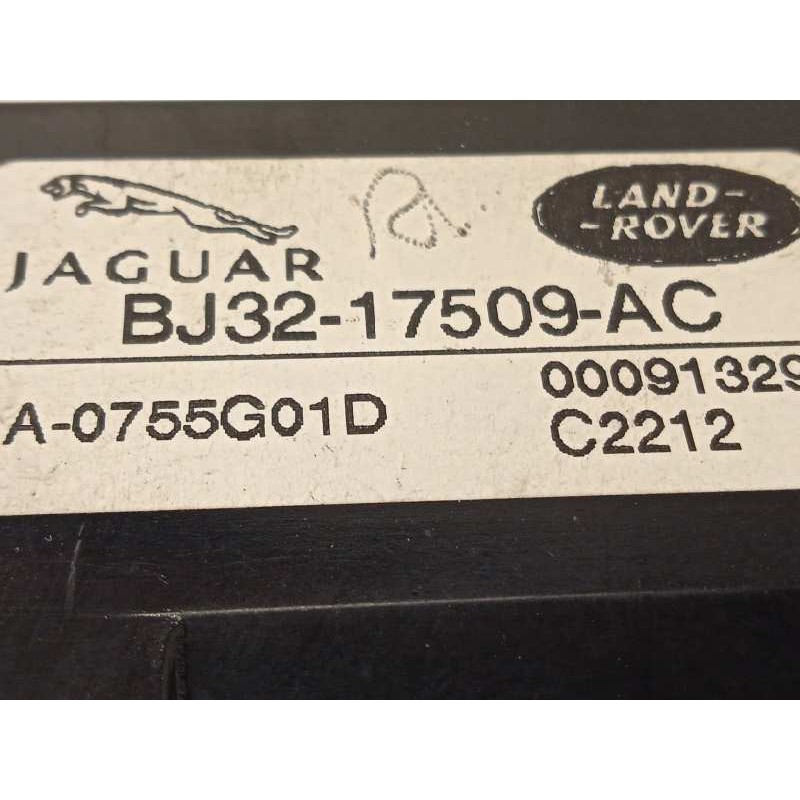 LAND-
-ROVER
JAGUAR
BJ32-17509-AC
A-0755G01D
00091329
C2212